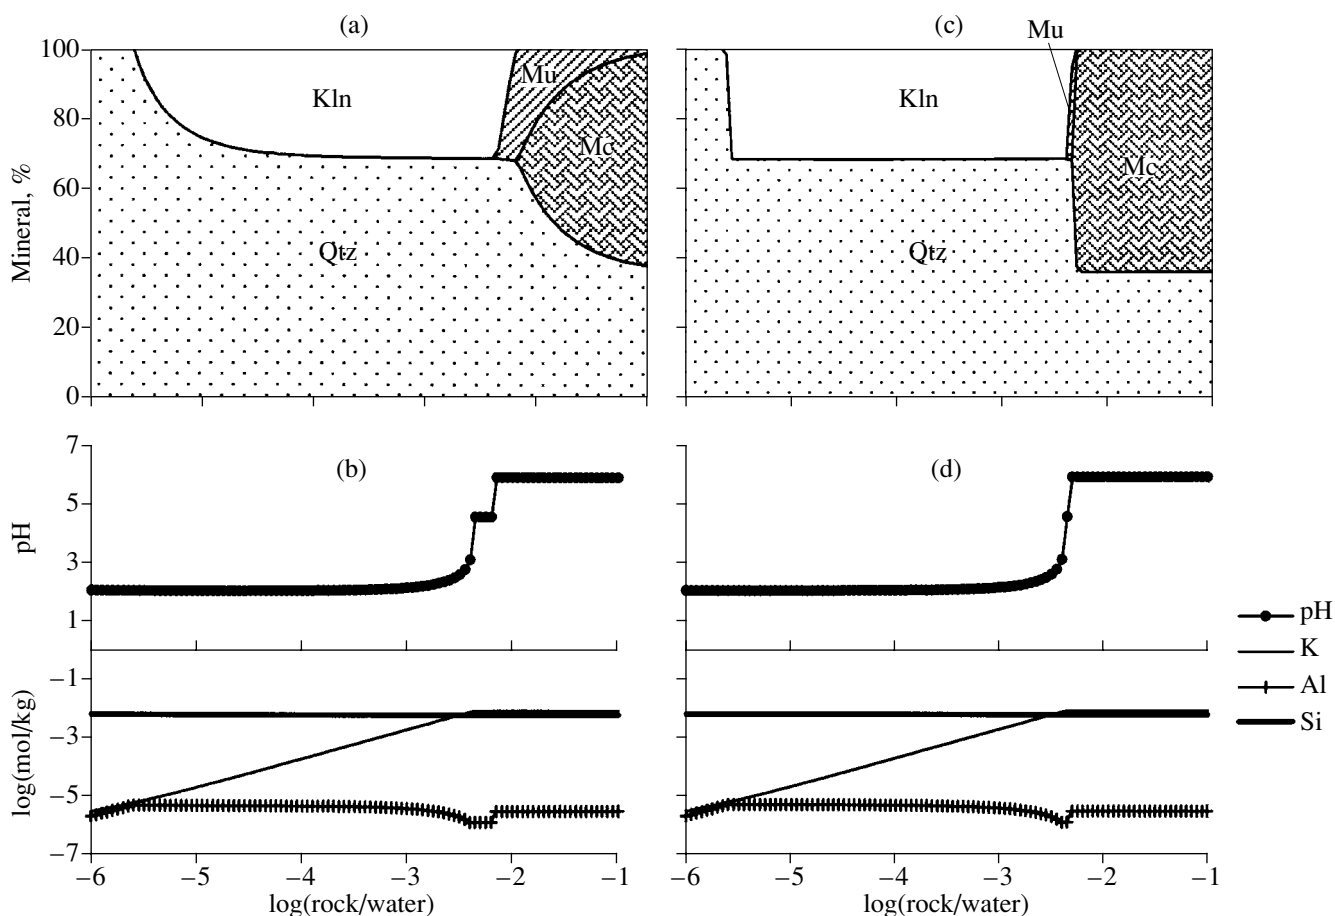 (a)
(c)
Mineral, %
100
80
60
40
20
0
Kln
Mu
Mc
Qtz
Mu
Kln
Mc
Qtz
(b)
(d)
pH
7
5
3
1
log(mol/kg)
−1
−3
−5
−7
pH
K
Al
Si
−6 −5 −4 −3 −2 −1
−6 −5 −4 −3 −2 −1
log(rock/water)
log(rock/water)